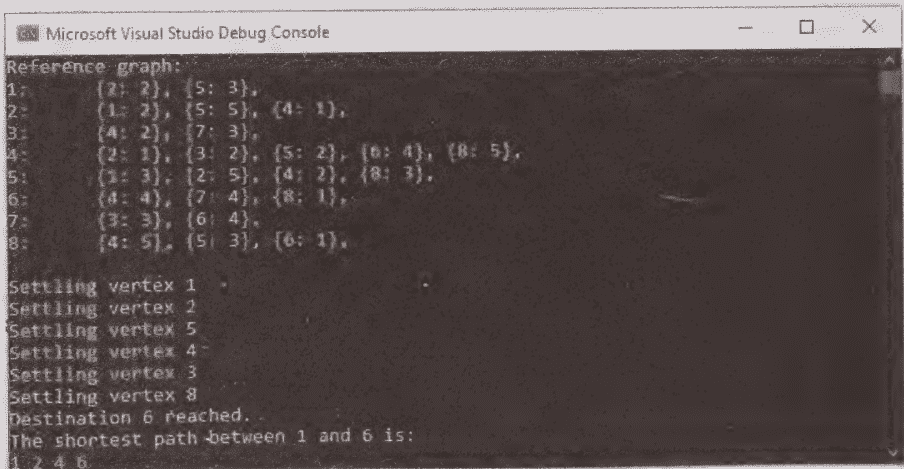 Microsoft Visual Studio Debug Console
Reference graph:
1: {2: 2}, {5: 3},
2: {1: 2}, {5: 5}, {4: 1},
3: {4: 2}, {7: 3},
4: {2: 1}, {3: 2}, {5: 2}, {6: 4}, {8: 5},
5: {1: 3}, {2: 5}, {4: 2}, {8: 3},
6: {4: 4}, {7: 4}, {8: 1},
7: {3: 3}, {6: 4},
8: {4: 5}, {5: 3}, {6: 1},
Settling vertex 1
Settling vertex 2
Settling vertex 5
Settling vertex 4
Settling vertex 3
Settling vertex 8
Destination 6 reached.
The shortest path between 1 and 6 is:
1 2 4 6